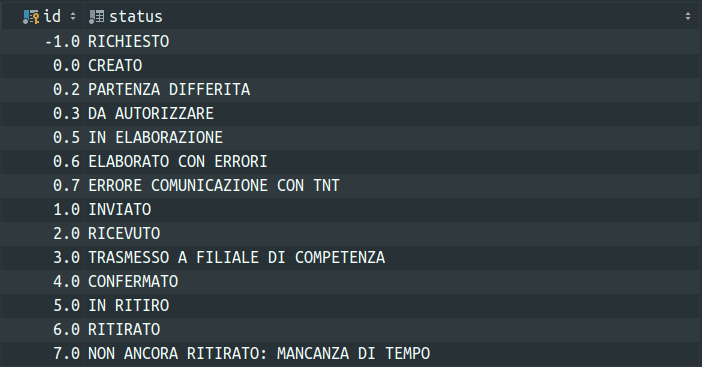 id status
-1.0 RICHIESTO
0.0 CREATO
0.2 PARTENZA DIFFERITA
0.3 DA AUTORIZZARE
0.5 IN ELABORAZIONE
0.6 ELABORATO CON ERRORI
0.7 ERRORE COMUNICAZIONE CON TNT
1.0 INVIATO
2.0 RICEVUTO
3.0 TRASMESSO A FILIALE DI COMPETENZA
4.0 CONFERMATO
5.0 IN RITIRO
6.0 RITIRATO
7.0 NON ANCORA RITIRATO: MANCANZA DI TEMPO